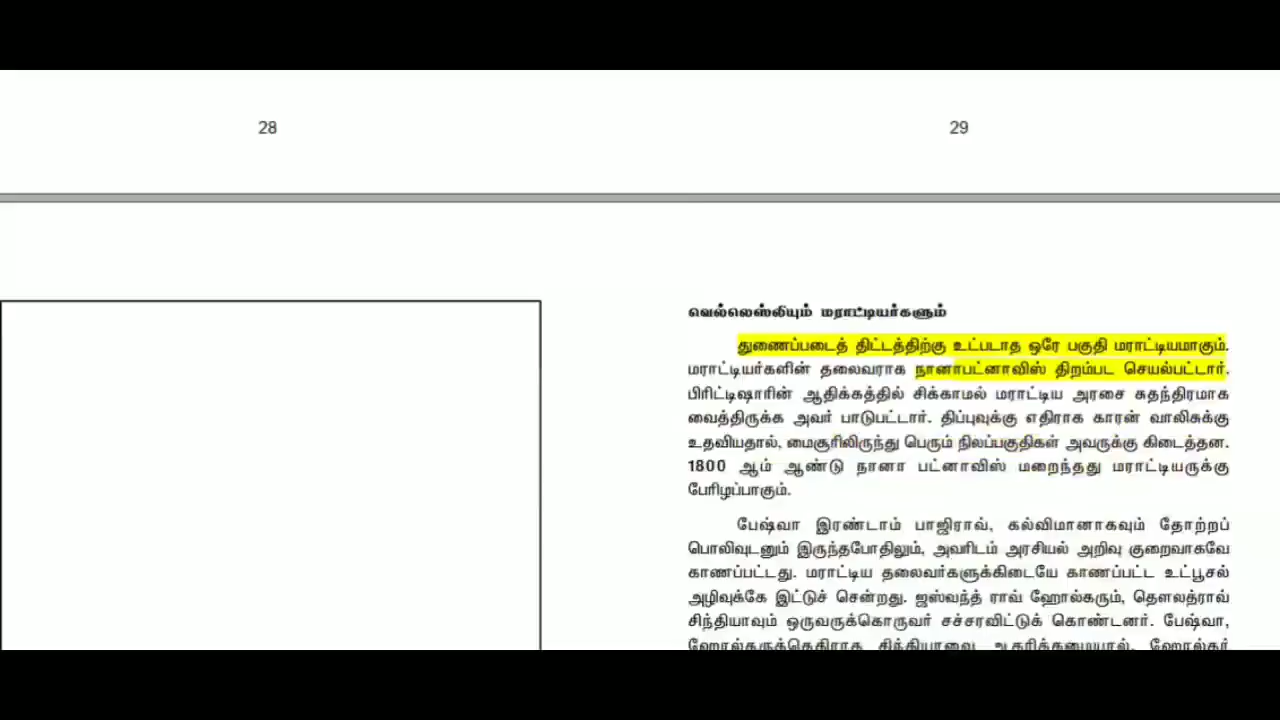 28
29
வெல்லெஸ்லியும் மராட்டியர்களும்
துணைப்படைத் திட்டத்திற்கு உட்படாத ஒரே பகுதி மராட்டியமாகும்.
மராட்டியர்களின் தலைவராக நானாபட்னாவிஸ் திறம்பட செயல்பட்டார்.
பிரிட்டிஷாரின் ஆதிக்கத்தில் சிக்காமல் மராட்டிய அரசை சுதந்திரமாக
வைத்திருக்க அவர் பாடுபட்டார். திப்புவுக்கு எதிராக காரன் வாலிசுக்கு
உதவியதால், மைசூரிலிருந்து பெரும் நிலப்பகுதிகள் அவருக்கு கிடைத்தன.
1800 ஆம் ஆண்டு நானா பட்னாவிஸ் மறைந்தது மராட்டியருக்கு
பேரிழப்பாகும்.
பேஷ்வா இரண்டாம் பாஜிராவ், கல்விமானாகவும் தோற்றப்
பொலிவுடனும் இருந்தபோதிலும், அவரிடம் அரசியல் அறிவு குறைவாகவே
காணப்பட்டது. மராட்டிய தலைவர்களுக்கிடையே காணப்பட்ட உட்பூசல்
அழிவுக்கே இட்டுச் சென்றது. ஜஸ்வந்த் ராவ் ஹோல்கரும், தௌலத்ராவ்
சிந்தியாவும் ஒருவருக்கொருவர் சச்சரவிட்டுக் கொண்டனர். பேஷ்வா,
ஹோல்கருக்கெதிராக சிந்தியாவை ஆதரித்தமையால், ஹோல்கர்